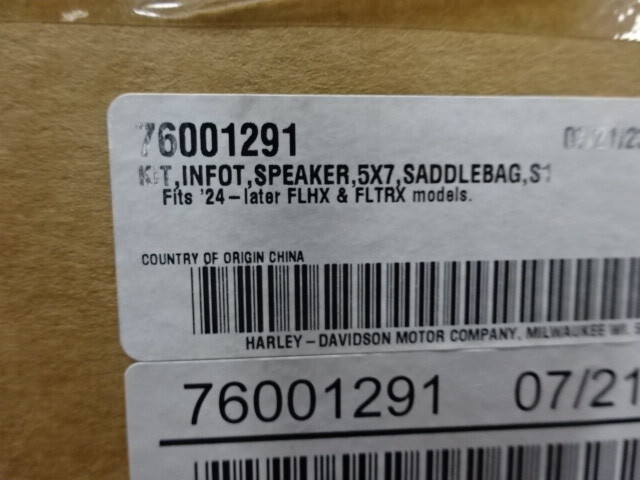 76001291
KIT,INFOT,SPEAKER,5X7,SADDLEBAG,S1
Fits '24-later FLHX & FLTRX models.
COUNTRY OF ORIGIN CHINA
HARLEY-DAVIDSON MOTOR COMPANY, MILWAUKEE WI
76001291 07/21